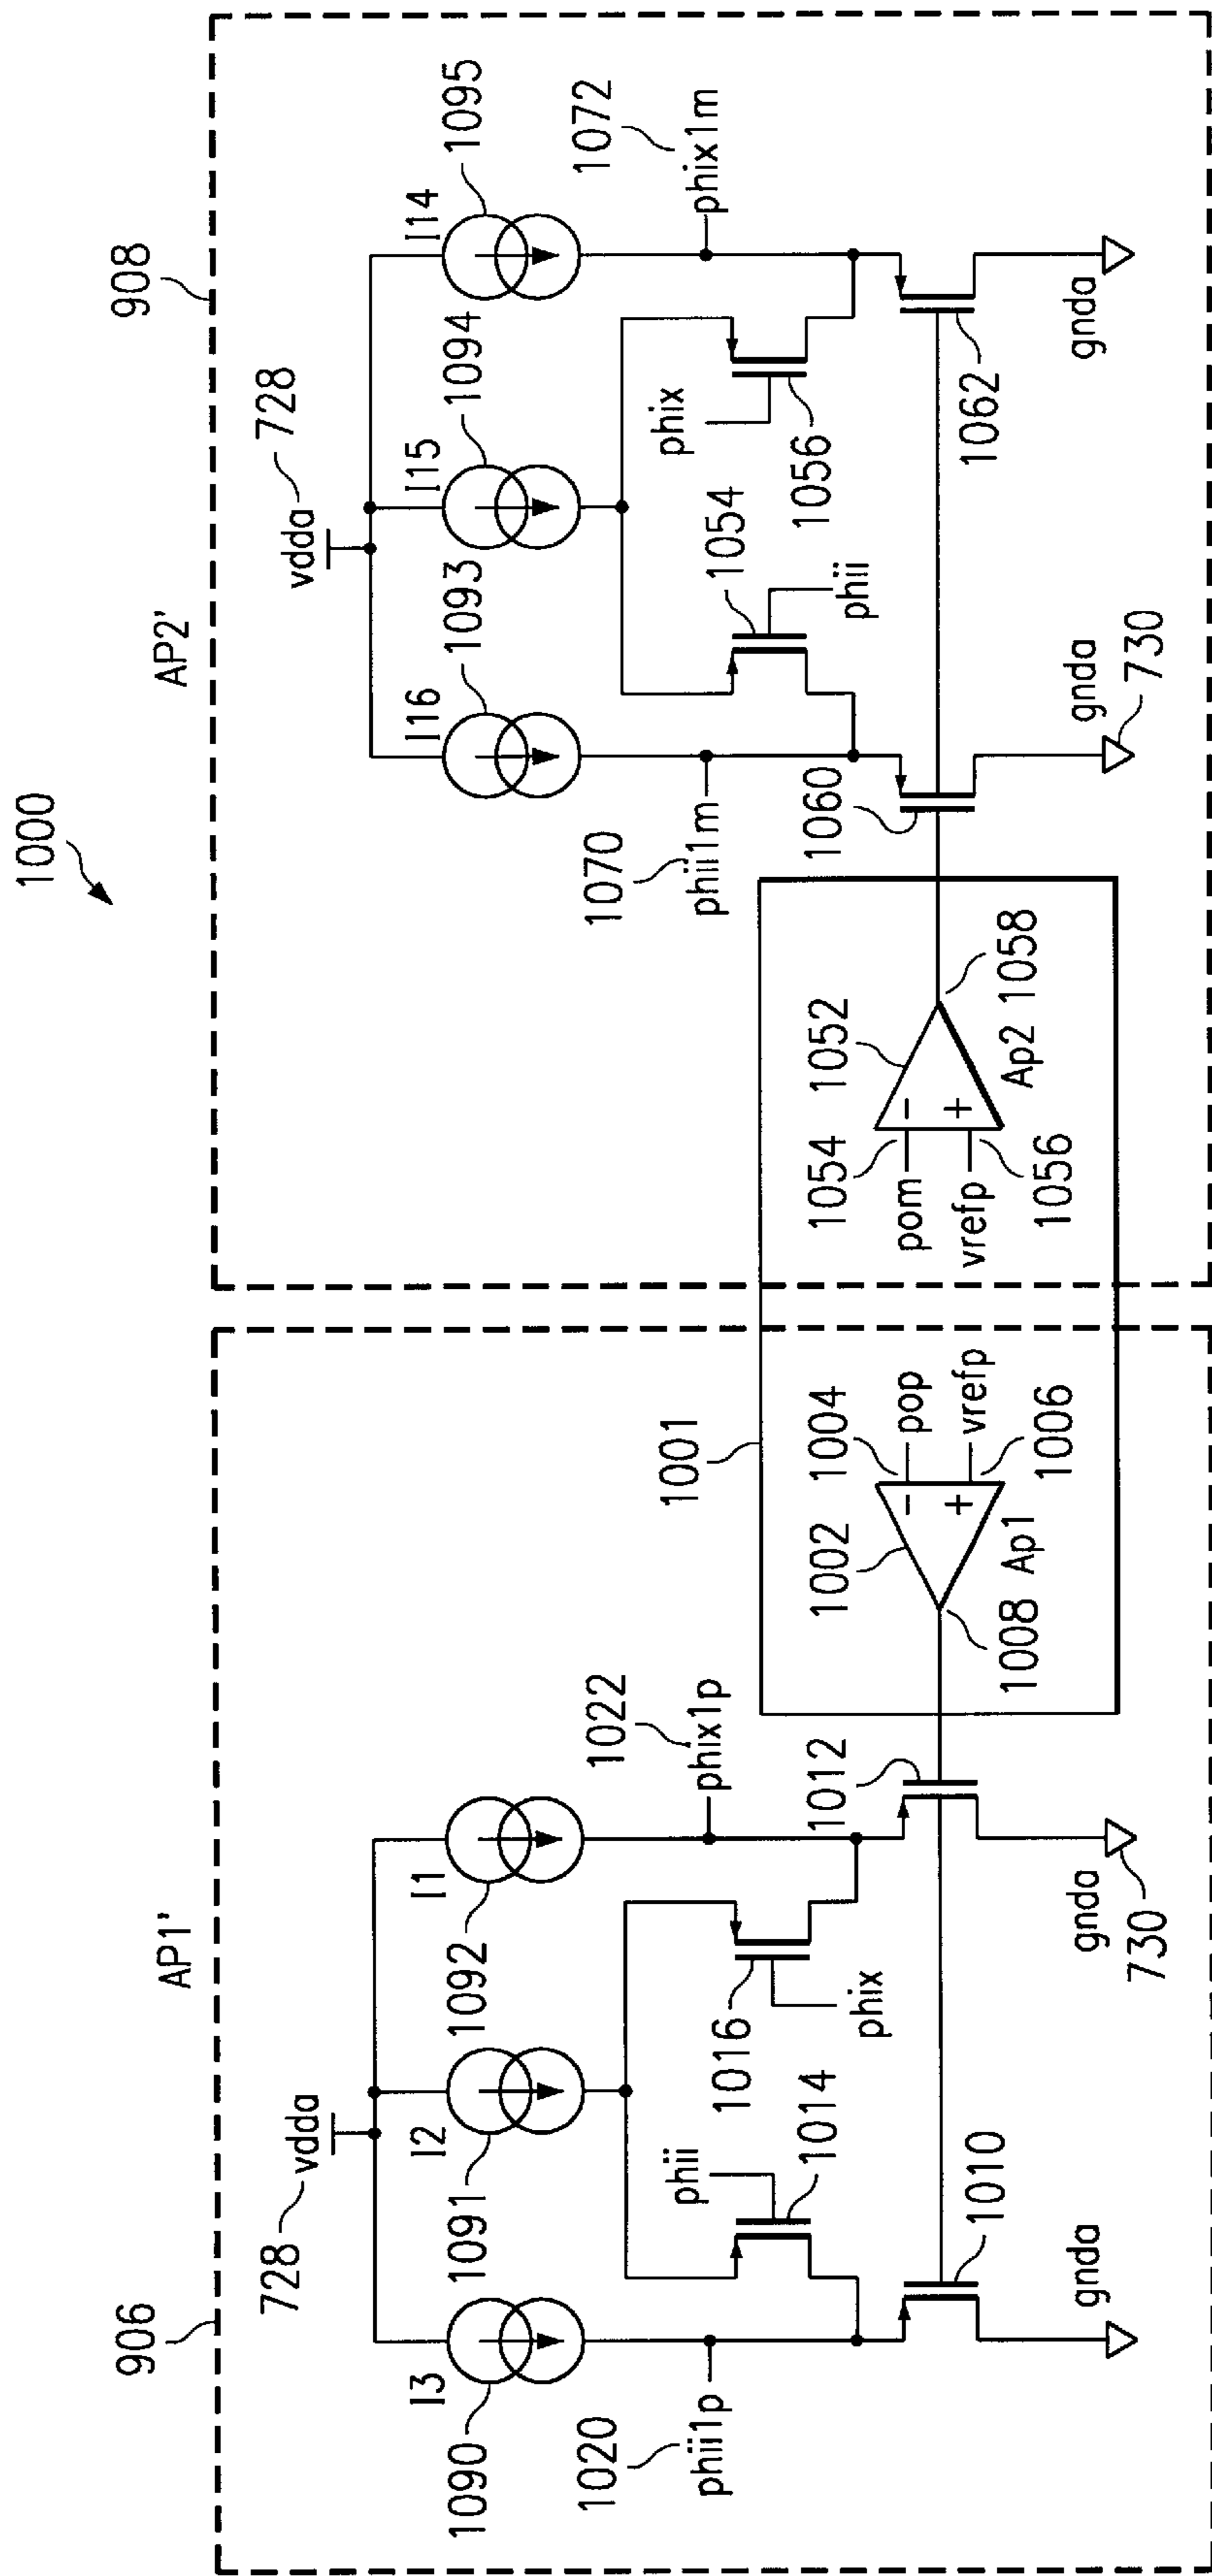 1000
906
AP1'
AP2'
908
728
vdda
vdda
728
I3
I2
I1
I16
I15
I14
1090
1091
1092
1093
1094
1095
1020
phii1p
1022
phix1p
1070
phii1m
1072
phix1m
phii
1014
1016
phix
phii
1054
1056
phix
1001
1010
1012
1002
1004
pop
vrefp
1006
Ap1
1008
1054
1052
pom
vrefp
1056
Ap2
1058
1060
1062
gnda
gnda
730
gnda
730
gnda